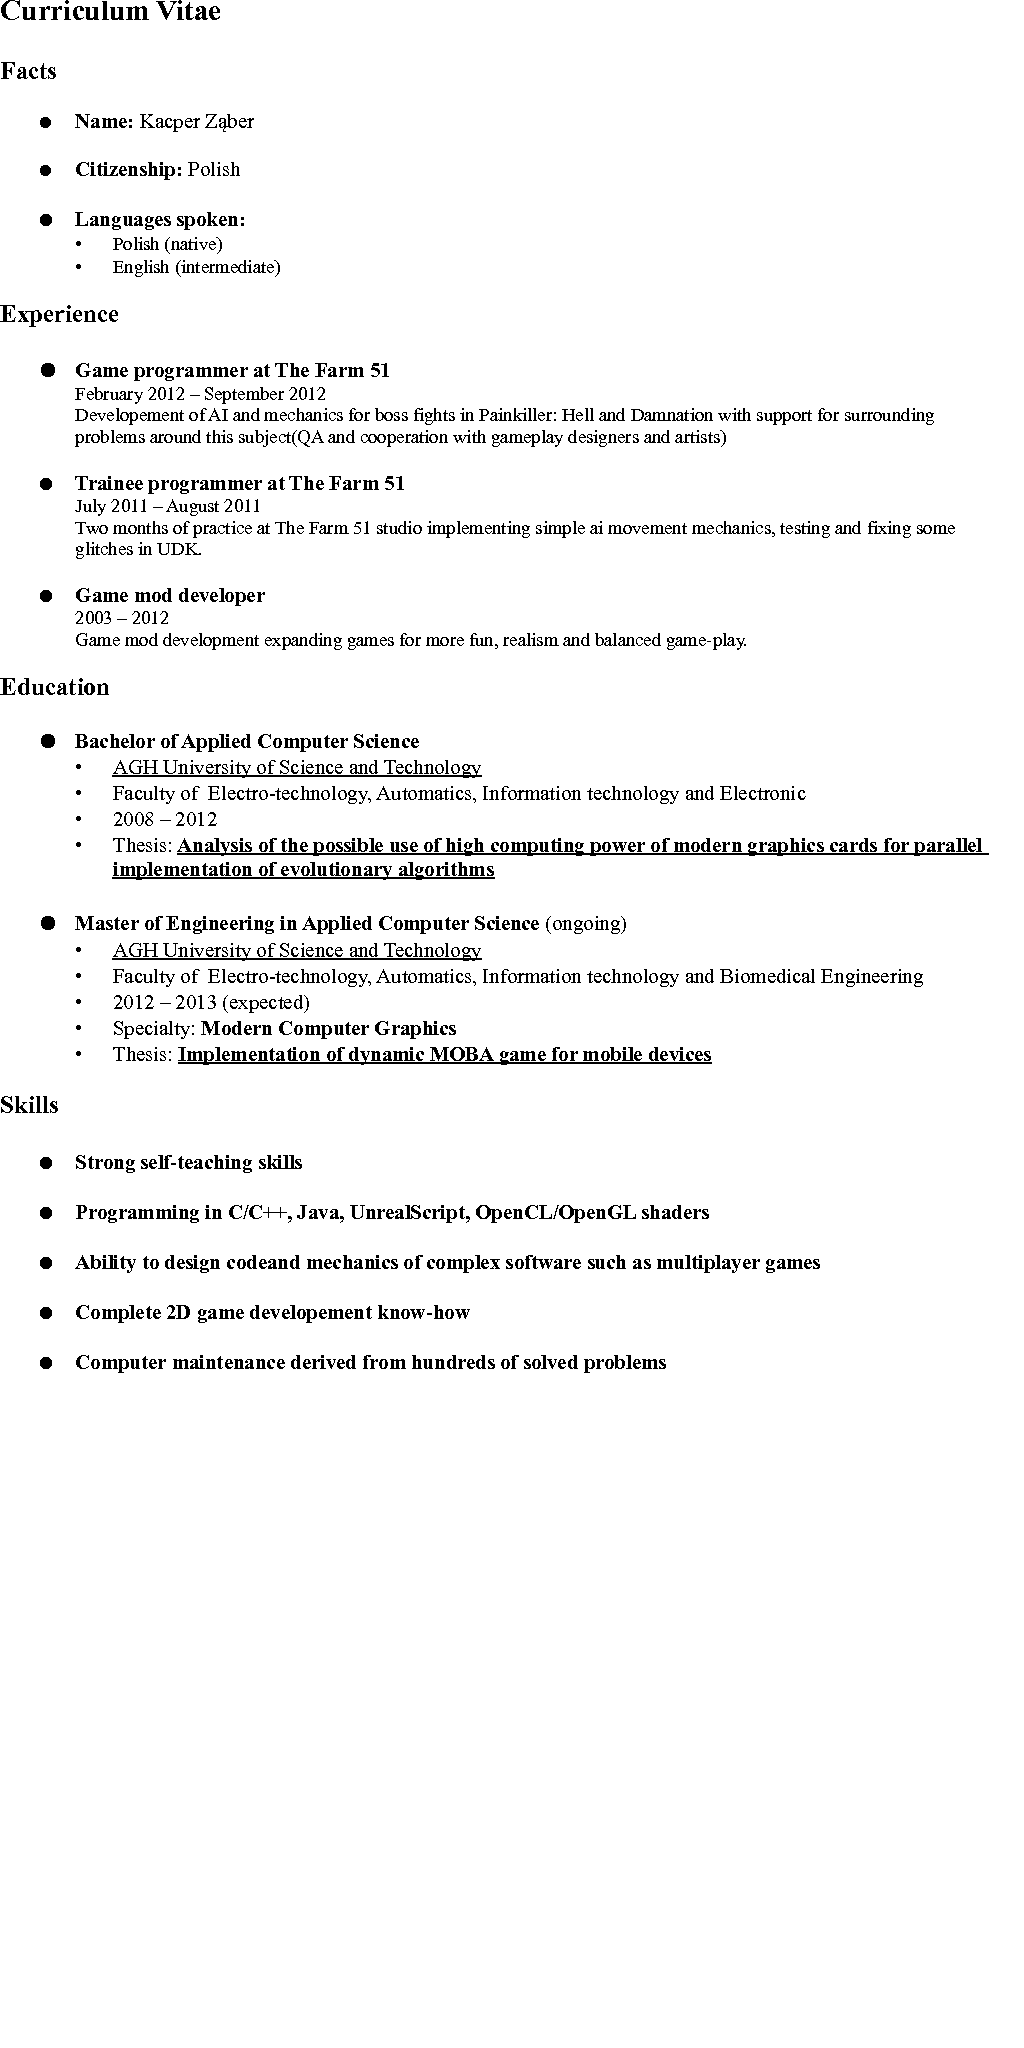 Curriculum Vitae
Facts
● Name: Kacper Ząber
● Citizenship: Polish
● Languages spoken:
• Polish (native)
• English (intermediate)
Experience
● Game programmer at The Farm 51
February 2012 – September 2012
Developement of AI and mechanics for boss fights in Painkiller: Hell and Damnation with support for surrounding
problems around this subject(QA and cooperation with gameplay designers and artists)
● Trainee programmer at The Farm 51
July 2011 – August 2011
Two months of practice at The Farm 51 studio implementing simple ai movement mechanics, testing and fixing some
glitches in UDK.
● Game mod developer
2003 – 2012
Game mod development expanding games for more fun, realism and balanced game-play.
Education
● Bachelor of Applied Computer Science
• AGH University of Science and Technology
• Faculty of  Electro-technology, Automatics, Information technology and Electronic
• 2008 – 2012
• Thesis: Analysis of the possible use of high computing power of modern graphics cards for parallel
implementation of evolutionary algorithms
● Master of Engineering in Applied Computer Science (ongoing)
• AGH University of Science and Technology
• Faculty of  Electro-technology, Automatics, Information technology and Biomedical Engineering
• 2012 – 2013 (expected)
• Specialty: Modern Computer Graphics
• Thesis: Implementation of dynamic MOBA game for mobile devices
Skills
● Strong self-teaching skills
● Programming in C/C++, Java, UnrealScript, OpenCL/OpenGL shaders
● Ability to design codeand mechanics of complex software such as multiplayer games
● Complete 2D game developement know-how
● Computer maintenance derived from hundreds of solved problems